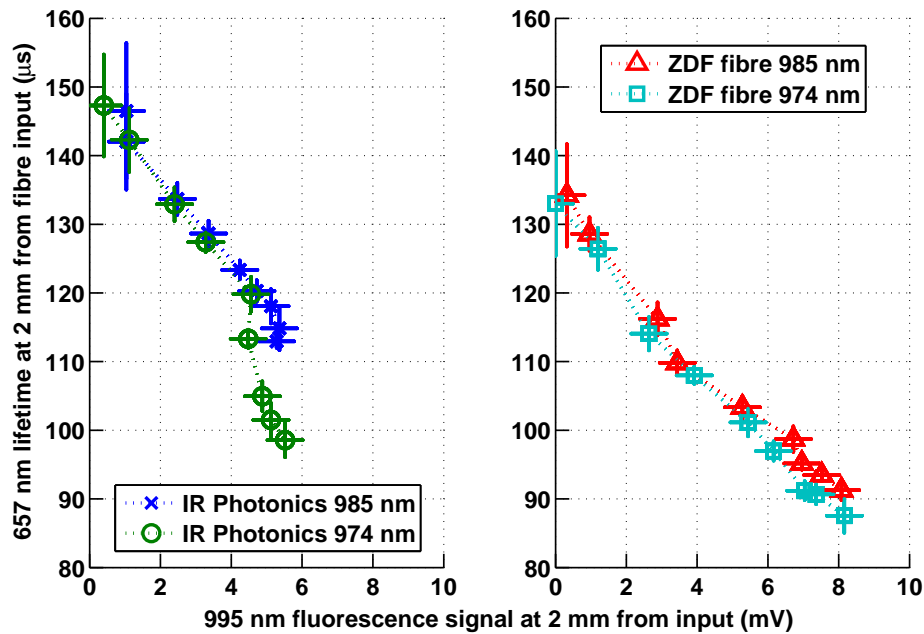 657 nm lifetime at 2 mm from fibre input (μs)
160
150
140
130
120
110
100
90
80
0 2 4 6 8 10
IR Photonics 985 nm
IR Photonics 974 nm
160
150
140
130
120
110
100
90
80
0 2 4 6 8 10
ZDF fibre 985 nm
ZDF fibre 974 nm
995 nm fluorescence signal at 2 mm from input (mV)